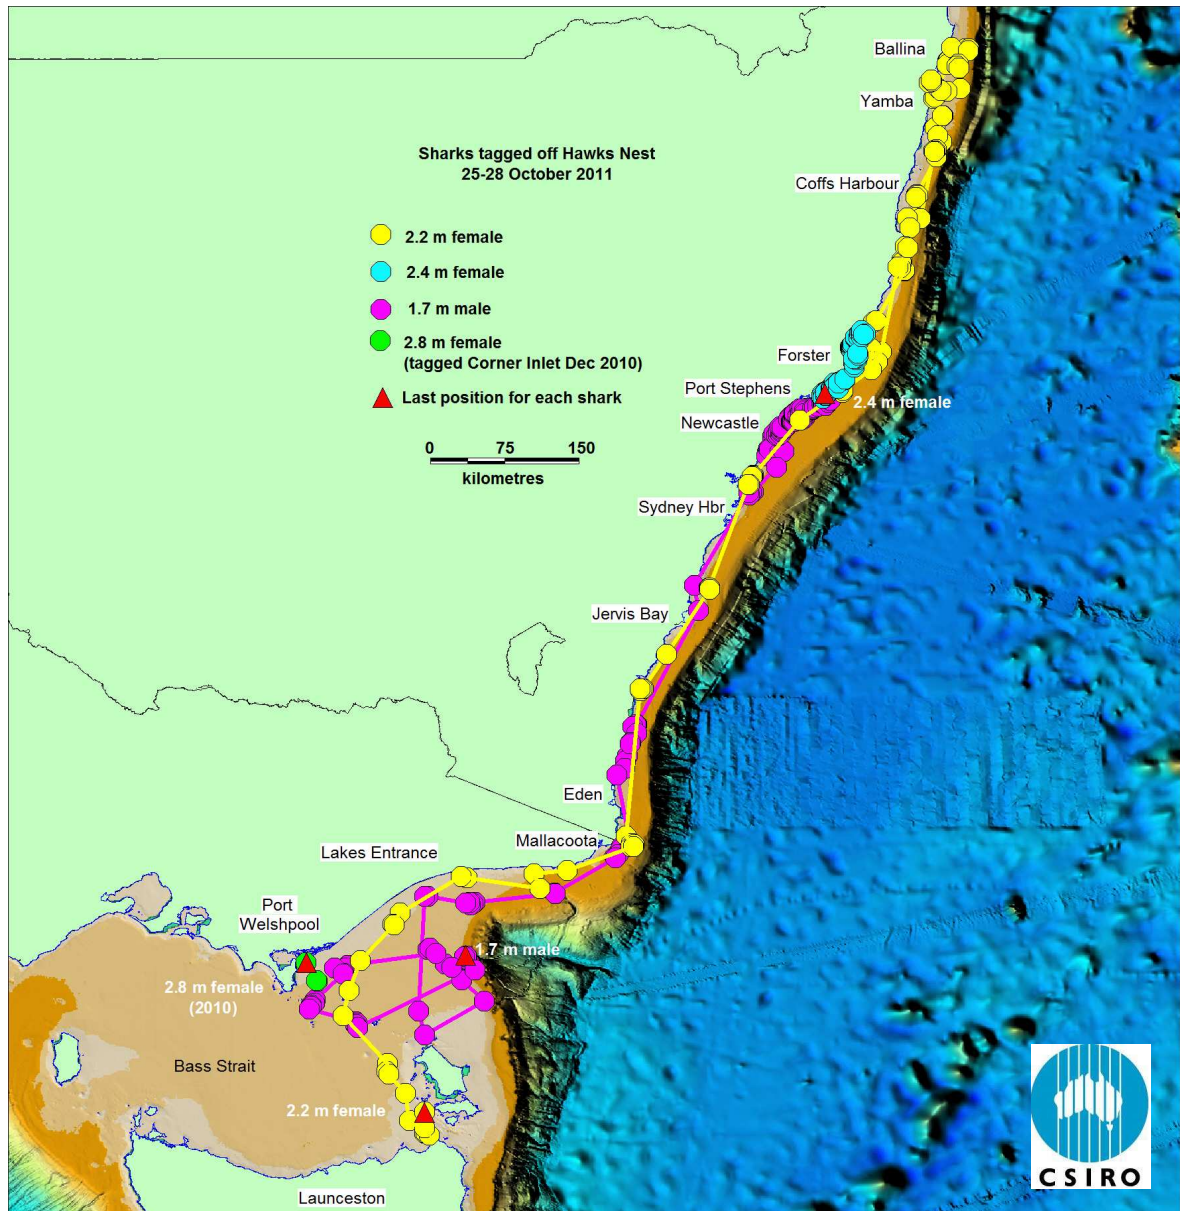 Ballina
Yamba
Sharks tagged off Hawks Nest
25-28 October 2011
Coffs Harbour
2.2 m female
2.4 m female
1.7 m male
2.8 m female
(tagged Corner Inlet Dec 2010)
Last position for each shark
Forster
Port Stephens
2.4 m female
Newcastle
0 75 150
kilometres
Sydney Hbr
Jervis Bay
Eden
Mallacoota
Lakes Entrance
Port
Welshpool
1.7 m male
2.8 m female
(2010)
Bass Strait
2.2 m female
Launceston
CSIRO